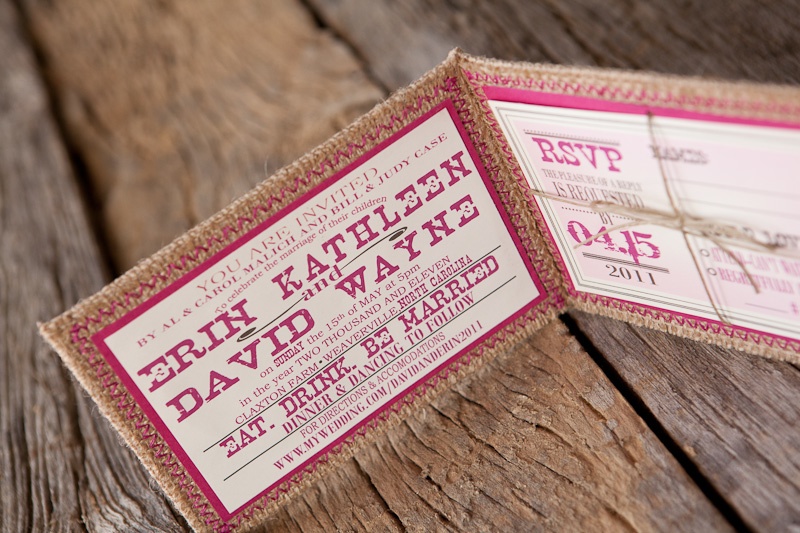 YOU ARE INVITED
BY AL & CAROL MALICH AND BILL & JUDY CASE
to celebrate the marriage of their children
ERIN KATHLEEN
and
DAVID WAYNE
on SUNDAY the 15th of MAY at 5pm
in the year TWO THOUSAND AND ELEVEN
CLAXTON FARM · WEAVERVILLE, NORTH CAROLINA
EAT. DRINK. BE MARRIED
DINNER & DANCING TO FOLLOW
FOR DIRECTIONS & ACCOMODATIONS
WWW.MYWEDDING.COM/DAVIDANDERIN2011
RSVP
NAMES
THE PLEASURE OF A REPLY
IS REQUESTED
BY
04.15
2011